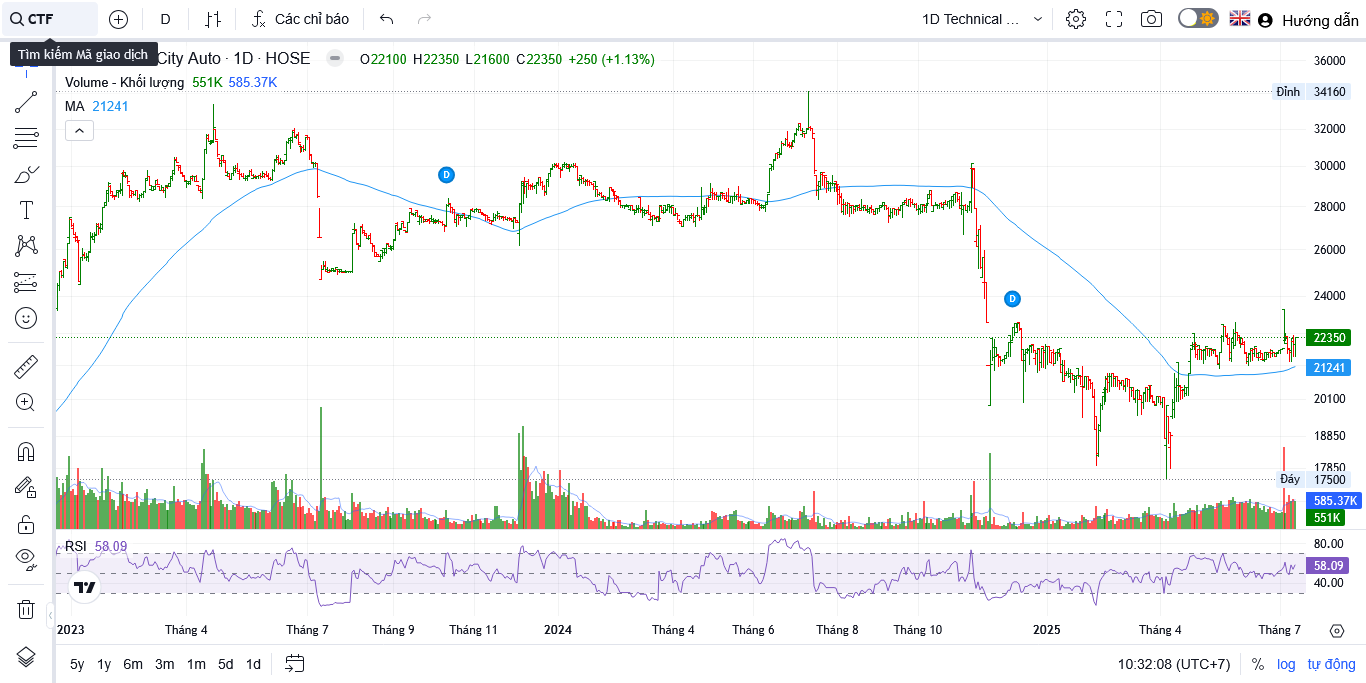 CTF
D
Các chỉ báo
1D Technical ...
Hướng dẫn
Tìm kiếm Mã giao dịch
City Auto · 1D · HOSE
O22100 H22350 L21600 C22350 +250 (+1.13%)
Volume - Khối lượng 551K 585.37K
MA 21241
36000
Đỉnh 34160
32000
30000
28000
26000
24000
22350
21241
20100
18850
17850
Đáy 17500
585.37K
551K
D
D
RSI 58.09
80.00
58.09
40.00
2023
Tháng 4
Tháng 7
Tháng 9
Tháng 11
2024
Tháng 4
Tháng 6
Tháng 8
Tháng 10
2025
Tháng 4
Tháng 7
5y 1y 6m 3m 1m 5d 1d
10:32:08 (UTC+7)
% log tự động